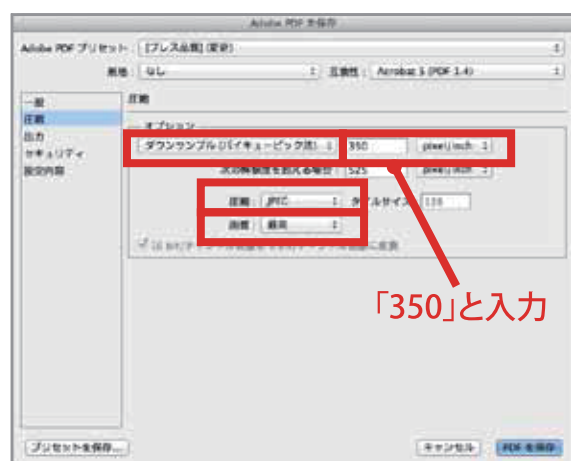 Adobe PDF を保存
Adobe PDF プリセット: [プレス品質] (変更)
規格: なし 互換性: Acrobat 5 (PDF 1.4)
一般
圧縮
出力
セキュリティ
設定内容
圧縮
オプション
ダウンサンプル (バイキュービック法) 350 pixel/inch
次の解像度を超える場合: 525 pixel/inch
圧縮: JPEG タイルサイズ: 128
画質: 最高
「350」と入力
プリセットを保存... キャンセル PDF を保存